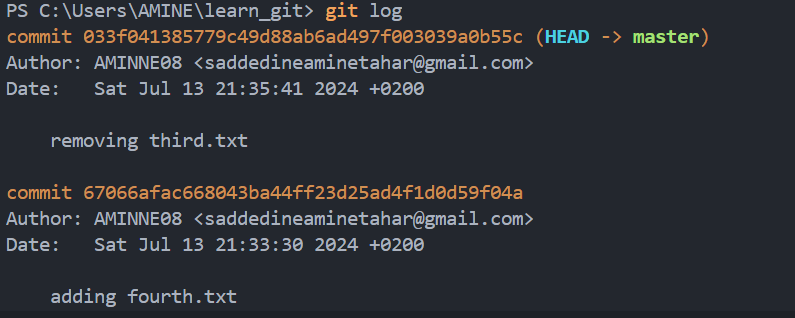 PS C:\Users\AMINE\learn_git> git log
commit 033f041385779c49d88ab6ad497f003039a0b55c (HEAD -> master)
Author: AMINNE08 <saddedineaminetahar@gmail.com>
Date:   Sat Jul 13 21:35:41 2024 +0200
    removing third.txt
commit 67066afac668043ba44ff23d25ad4f1d0d59f04a
Author: AMINNE08 <saddedineaminetahar@gmail.com>
Date:   Sat Jul 13 21:33:30 2024 +0200
    adding fourth.txt